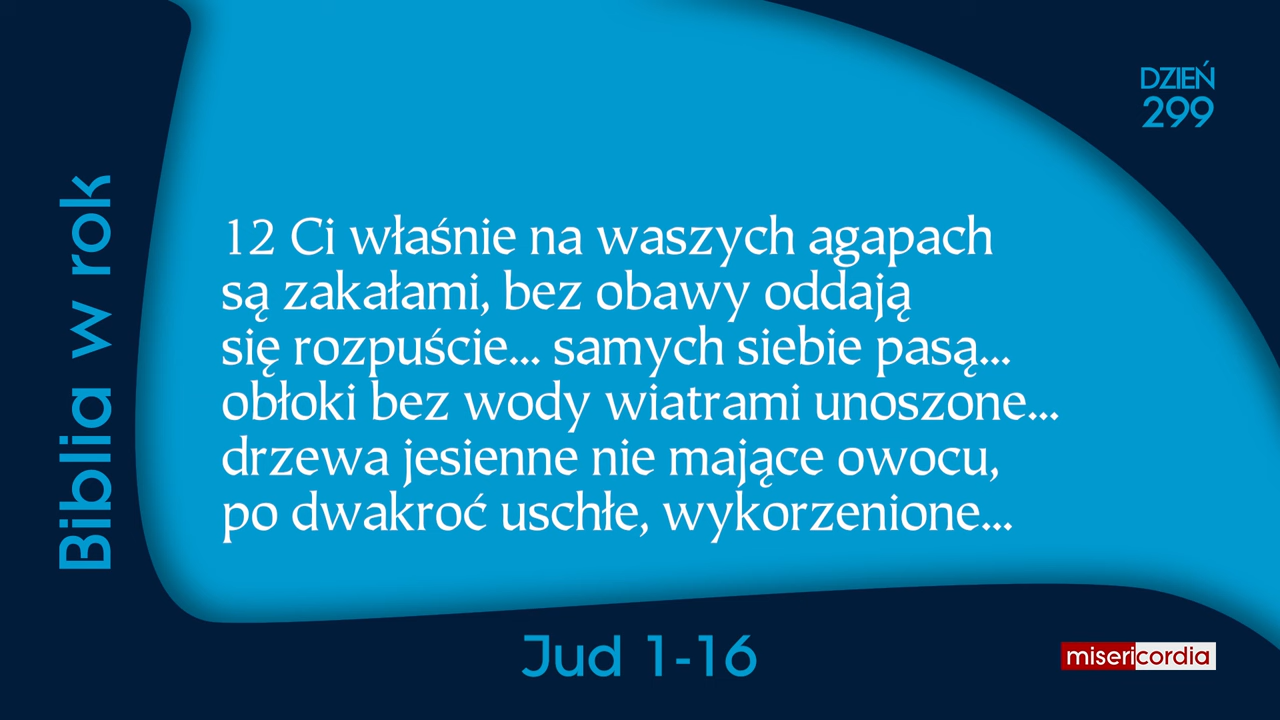 DZIEŃ
299
Biblia w rok
12 Ci właśnie na waszych agapach
są zakałami, bez obawy oddają
się rozpuście... samych siebie pasą...
obłoki bez wody wiatrami unoszone...
drzewa jesienne nie mające owocu,
po dwakroć uschłe, wykorzenione...
Jud 1-16
misericordia